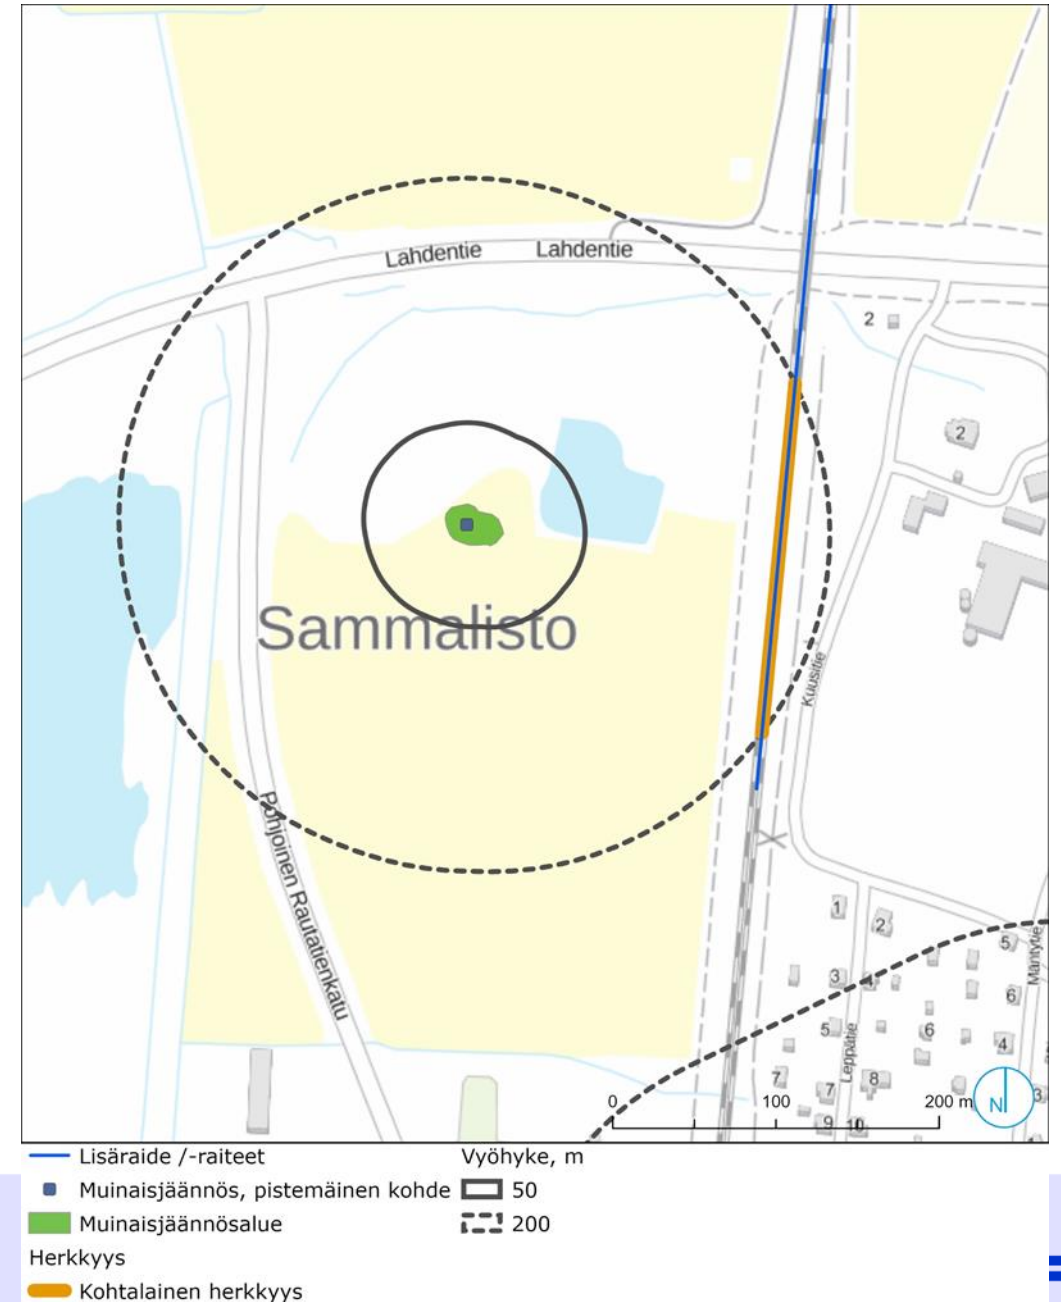 Lahdentie
Lahdentie
2
2
Sammalisto
Kuusitie
Pohjoinen Rautatienkatu
1
2
5
Mäntytie
3
4
6
5
6
4
Leppätie
7
7
8
3
9
10
0 100 200 m
N
Lisäraide /-raiteet
Vyöhyke, m
Muinaisjäännös, pistemäinen kohde
50
Muinaisjäännösalue
200
Herkkyys
Kohtalainen herkkyys